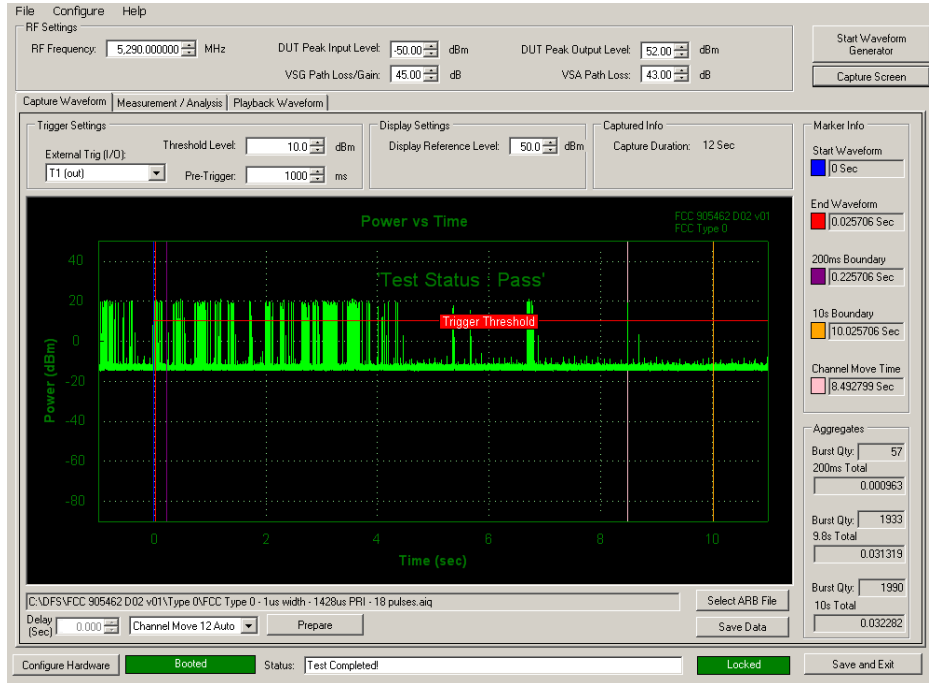 File Configure Help
RF Settings
RF Frequency: 5,290.000000 MHz DUT Peak Input Level: -50.00 dBm DUT Peak Output Level: 52.00 dBm
VSG Path Loss/Gain: 45.00 dB VSA Path Loss: 43.00 dB
Start Waveform Generator
Capture Screen
Capture Waveform Measurement / Analysis Playback Waveform
Trigger Settings
External Trig (I/O): Threshold Level: 10.0 dBm
T1 (out) Pre-Trigger: 1000 ms
Display Settings
Display Reference Level: 50.0 dBm
Captured Info
Capture Duration: 12 Sec
Power vs Time
FCC 905462 D02 v01
FCC Type 0
'Test Status : Pass'
Trigger Threshold
Power (dBm)
40
20
0
-20
-40
-60
-80
0 2 4 6 8 10
Time (sec)
Marker Info
Start Waveform
0 Sec
End Waveform
0.025706 Sec
200ms Boundary
0.225706 Sec
10s Boundary
10.025706 Sec
Channel Move Time
8.492799 Sec
Aggregates
Burst Qty: 57
200ms Total
0.000963
Burst Qty: 1933
9.8s Total
0.031319
Burst Qty: 1990
10s Total
0.032282
C:\DFS\FCC 905462 D02 v01\Type 0\FCC Type 0 - 1us width - 1428us PRI - 18 pulses.aiq
Select ARB File
Delay (Sec) 0.000 Channel Move 12 Auto Prepare
Save Data
Configure Hardware Booted Status: Test Completed! Locked Save and Exit